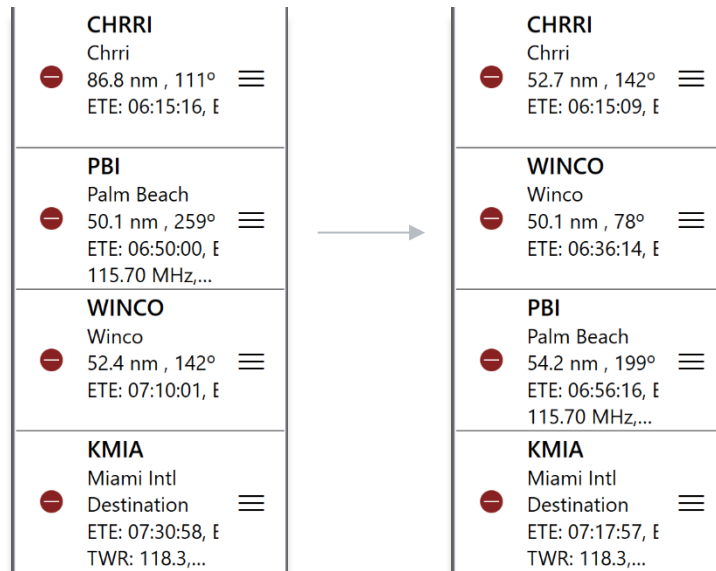 CHRRI
Chrri
86.8 nm , 111º
ETE: 06:15:16, E
PBI
Palm Beach
50.1 nm , 259º
ETE: 06:50:00, E
115.70 MHz,...
WINCO
Winco
52.4 nm , 142º
ETE: 07:10:01, E
KMIA
Miami Intl
Destination
ETE: 07:30:58, E
TWR: 118.3,...
CHRRI
Chrri
52.7 nm , 142º
ETE: 06:15:09, E
WINCO
Winco
50.1 nm , 78º
ETE: 06:36:14, E
PBI
Palm Beach
54.2 nm , 199º
ETE: 06:56:16, E
115.70 MHz,...
KMIA
Miami Intl
Destination
ETE: 07:17:57, E
TWR: 118.3,...